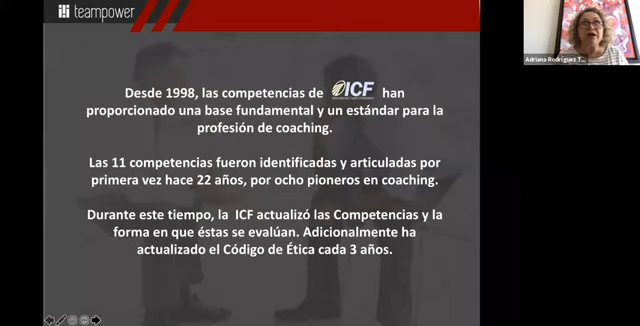 teampower
Desde 1998, las competencias de ICF han
proporcionado una base fundamental y un estándar para la
profesión de coaching.
Las 11 competencias fueron identificadas y articuladas por
primera vez hace 22 años, por ocho pioneros en coaching.
Durante este tiempo, la ICF actualizó las Competencias y la
forma en que éstas se evalúan. Adicionalmente ha
actualizado el Código de Ética cada 3 años.
Adriana Rodríguez T...